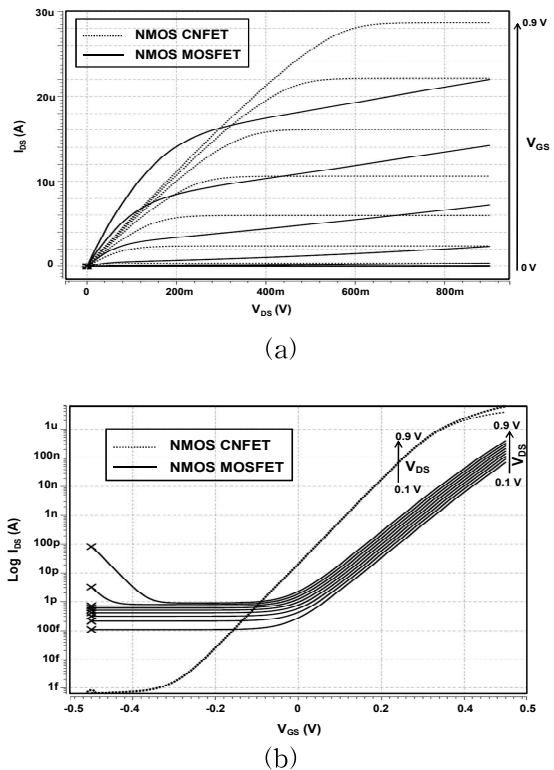 30u
20u
10u
0
I_DS (A)
NMOS CNFET
NMOS MOSFET
0.9 V
V_GS
0 V
0
200m
400m
600m
800m
V_DS (V)
(a)
1u
100n
10n
1n
100p
10p
1p
100f
10f
1f
Log I_DS (A)
NMOS CNFET
NMOS MOSFET
0.9 V
V_DS
0.1 V
0.9 V
V_DS
0.1 V
-0.5
-0.4
-0.2
0
0.2
0.4
0.5
V_GS (V)
(b)